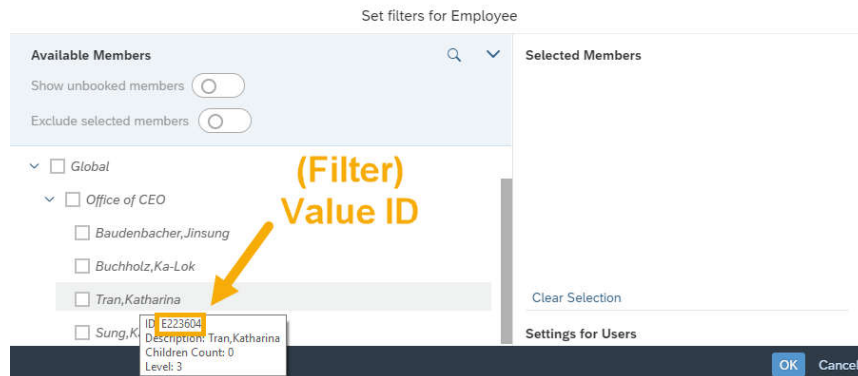 Set filters for Employee
Available Members
Selected Members
Show unbooked members
Exclude selected members
Global
(Filter)
Value ID
Office of CEO
Baudenbacher,Jinsung
Buchholz,Ka-Lok
Tran,Katharina
Clear Selection
Sung,K
ID: E223604
Description: Tran,Katharina
Children Count: 0
Level: 3
Settings for Users
OK
Cancel